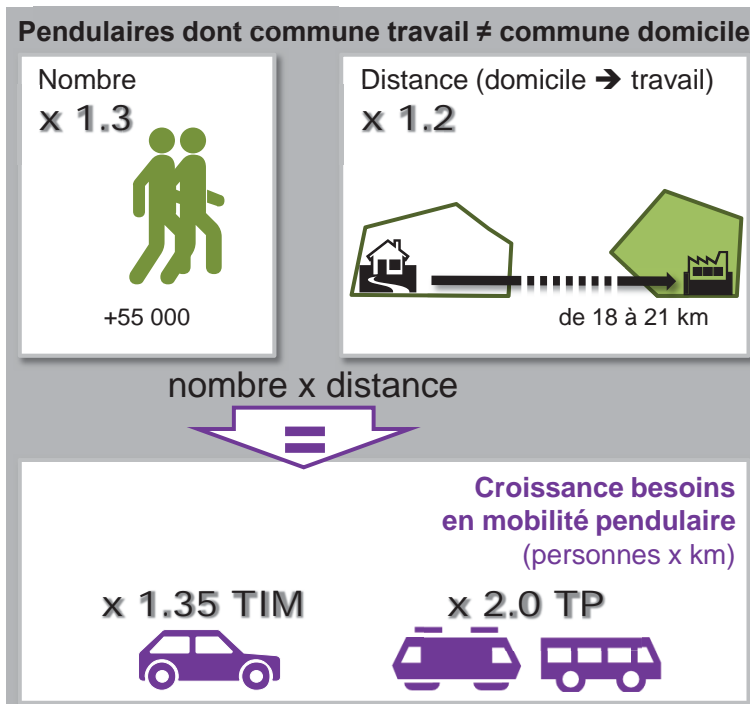 Pendulaires dont commune travail ≠ commune domicile
Nombre
x 1.3
+55 000
Distance (domicile ➔ travail)
x 1.2
de 18 à 21 km
nombre x distance
=
Croissance besoins
en mobilité pendulaire
(personnes x km)
x 1.35 TIM
x 2.0 TP